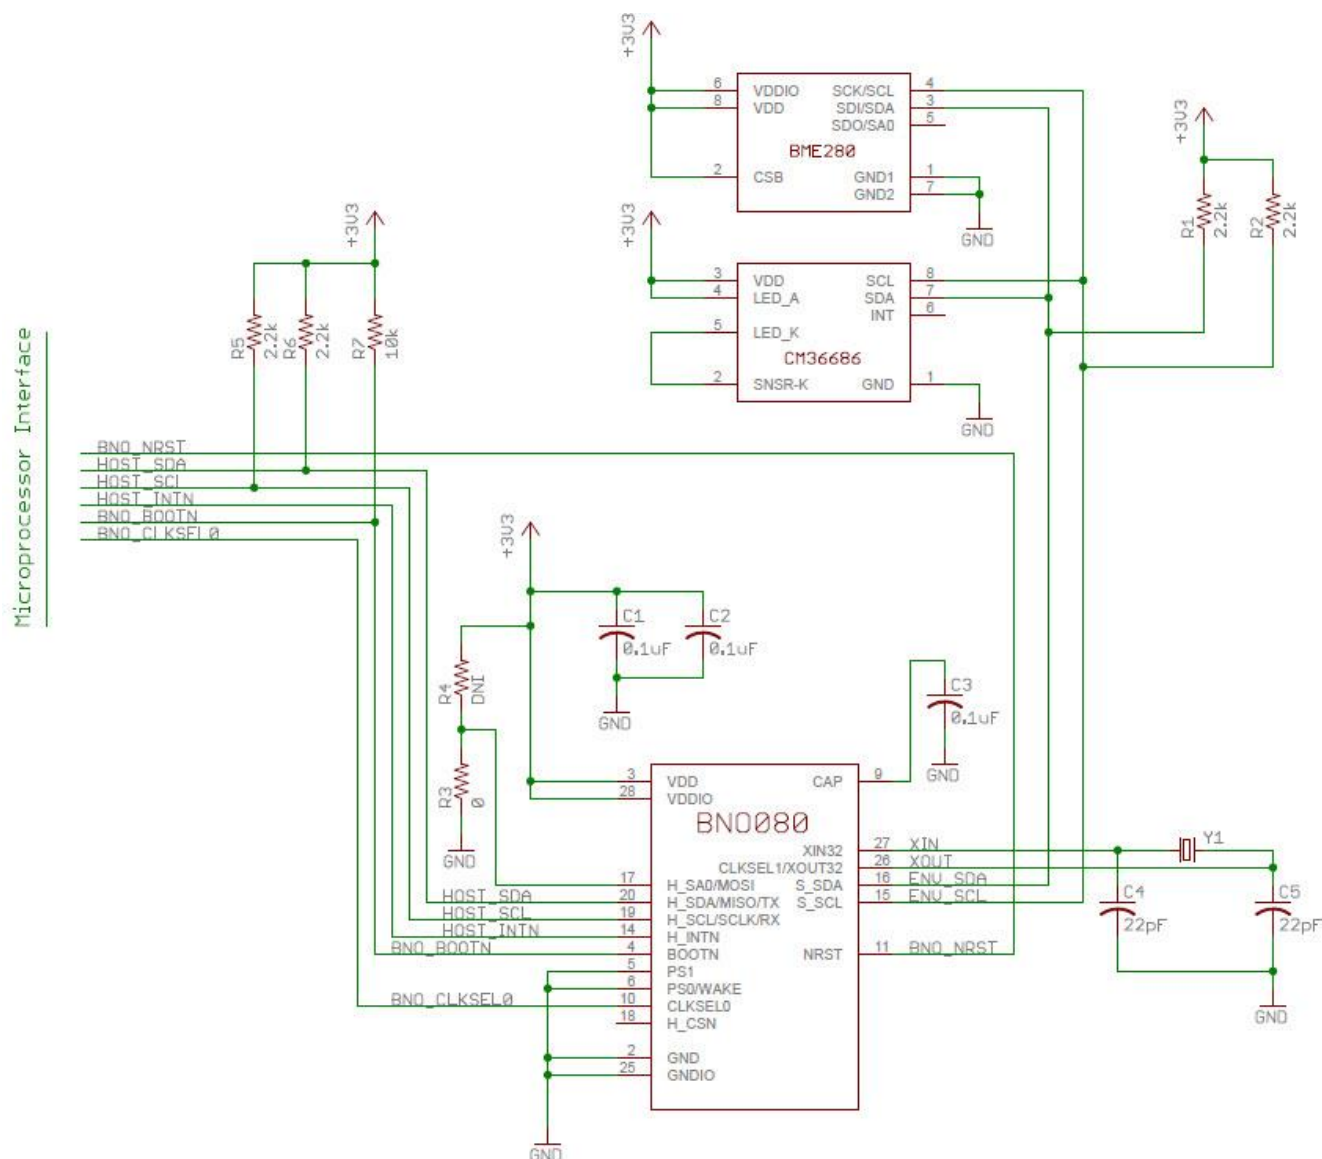 +3V3
6 VDDIO SCK/SCL 4
8 VDD SDI/SDA 3
SDO/SA0 5
BME280
2 CSB GND1 1
GND2 7
GND
+3V3
R1 2.2k
R2 2.2k
+3V3
3 VDD SCL 8
4 LED_A SDA 7
INT 6
5 LED_K
CM36686
2 SNSR-K GND 1
GND
+3V3
R5 2.2k
R6 2.2k
R7 10k
Microprocessor Interface
BNO_NRST
HOST_SDA
HOST_SCL
HOST_INTN
BNO_BOOTN
BNO_CLKSEL0
+3V3
C1 0.1uF
C2 0.1uF
GND
R4 DNI
R3 0
GND
C3
0.1uF
GND
3 VDD CAP 9
28 VDDIO
BNO080
XIN32 27 XIN
CLKSEL1/XOUT32 26 XOUT
17 H_SA0/MOSI S_SDA 16 ENV_SDA
HOST_SDA 20 H_SDA/MISO/TX S_SCL 15 ENV_SCL
HOST_SCL 19 H_SCL/SCLK/RX
HOST_INTN 14 H_INTN
BNO_BOOTN 4 BOOTN NRST 11 BNO_NRST
5 PS1
6 PS0/WAKE
BNO_CLKSEL0 10 CLKSEL0
18 H_CSN
2 GND
25 GNDIO
GND
Y1
C4
22pF
C5
22pF
GND